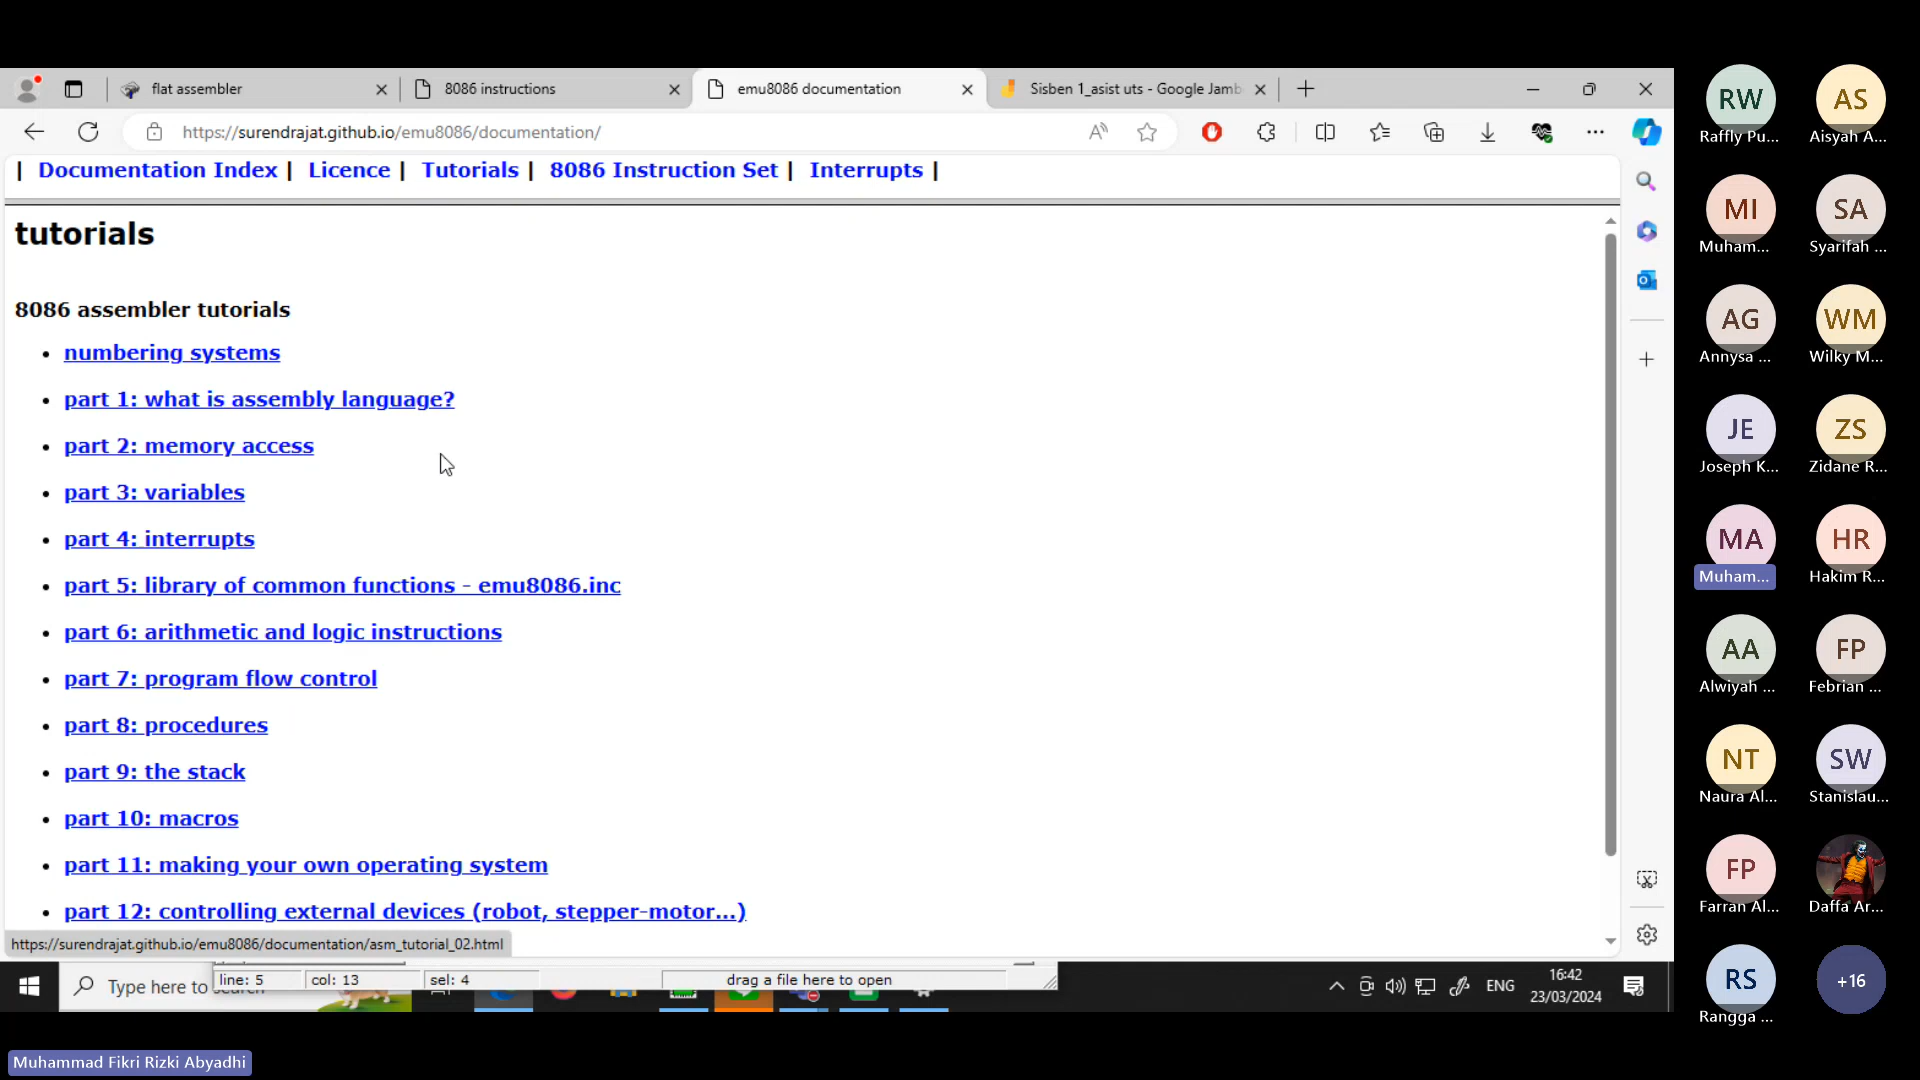 flat assembler
8086 instructions
emu8086 documentation
Sisben 1_asist uts - Google Jamb
https://surendrajat.github.io/emu8086/documentation/
| Documentation Index | Licence | Tutorials | 8086 Instruction Set | Interrupts |
tutorials
8086 assembler tutorials
• numbering systems
• part 1: what is assembly language?
• part 2: memory access
• part 3: variables
• part 4: interrupts
• part 5: library of common functions - emu8086.inc
• part 6: arithmetic and logic instructions
• part 7: program flow control
• part 8: procedures
• part 9: the stack
• part 10: macros
• part 11: making your own operating system
• part 12: controlling external devices (robot, stepper-motor...)
https://surendrajat.github.io/emu8086/documentation/asm_tutorial_02.html
line: 5 col: 13 sel: 4 drag a file here to open
Type here to search
ENG
16:42
23/03/2024
Muhammad Fikri Rizki Abyadhi
RW AS
Raffly Pu... Aisyah A...
MI SA
Muham... Syarifah ...
AG WM
Annysa ... Wilky M...
JE ZS
Joseph K... Zidane R...
MA HR
Muham... Hakim R...
AA FP
Alwiyah ... Febrian ...
NT SW
Naura Al... Stanislau...
FP
Farran Al... Daffa Ar...
RS +16
Rangga ...